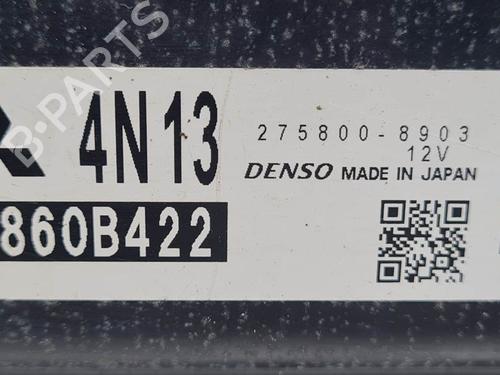 4N13
275800-8903
12V
DENSO MADE IN JAPAN
860B422
B-PARTS